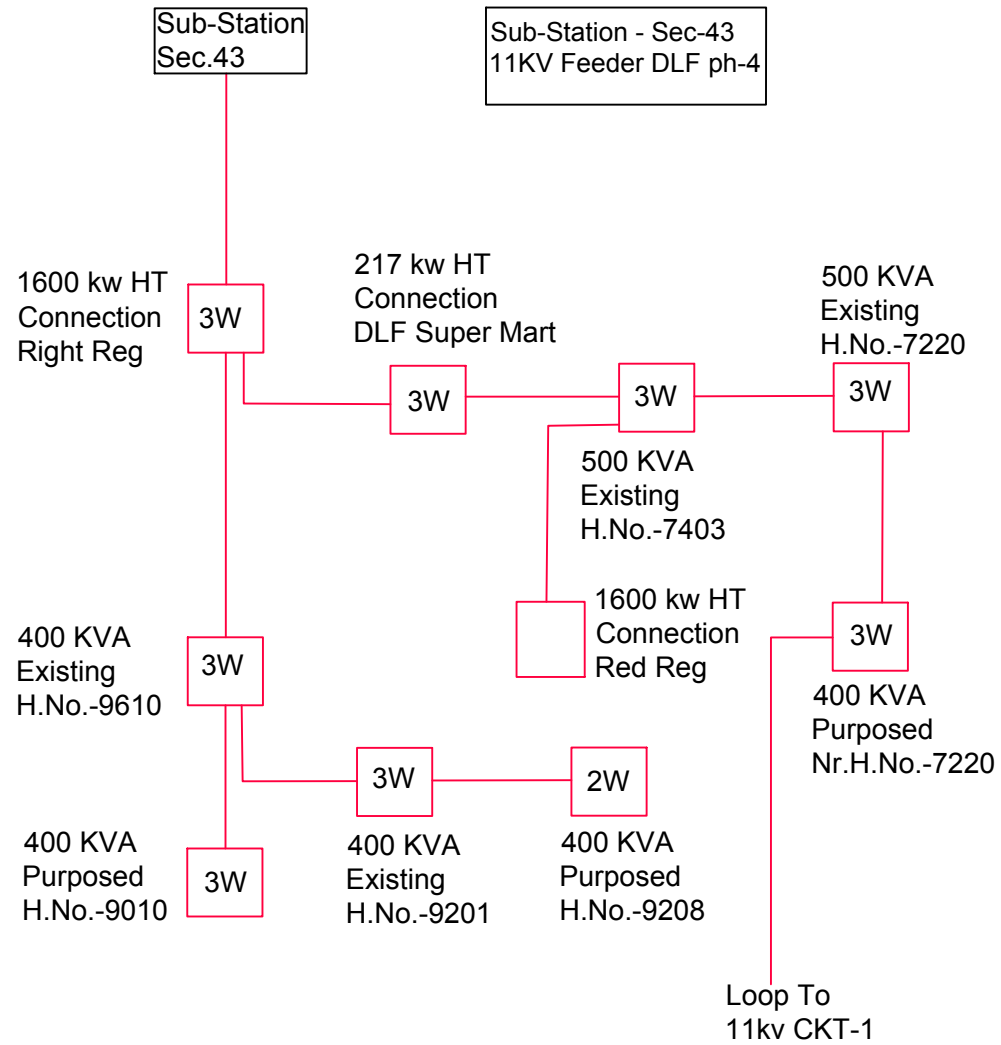 Sub-Station
Sec.43
Sub-Station - Sec-43
11KV Feeder DLF ph-4
1600 kw HT
Connection
Right Reg
3W
217 kw HT
Connection
DLF Super Mart
3W
3W
500 KVA
Existing
H.No.-7403
500 KVA
Existing
H.No.-7220
3W
1600 kw HT
Connection
Red Reg
3W
400 KVA
Purposed
Nr.H.No.-7220
400 KVA
Existing
H.No.-9610
3W
3W
400 KVA
Existing
H.No.-9201
2W
400 KVA
Purposed
H.No.-9208
400 KVA
Purposed
H.No.-9010
3W
Loop To
11kv CKT-1